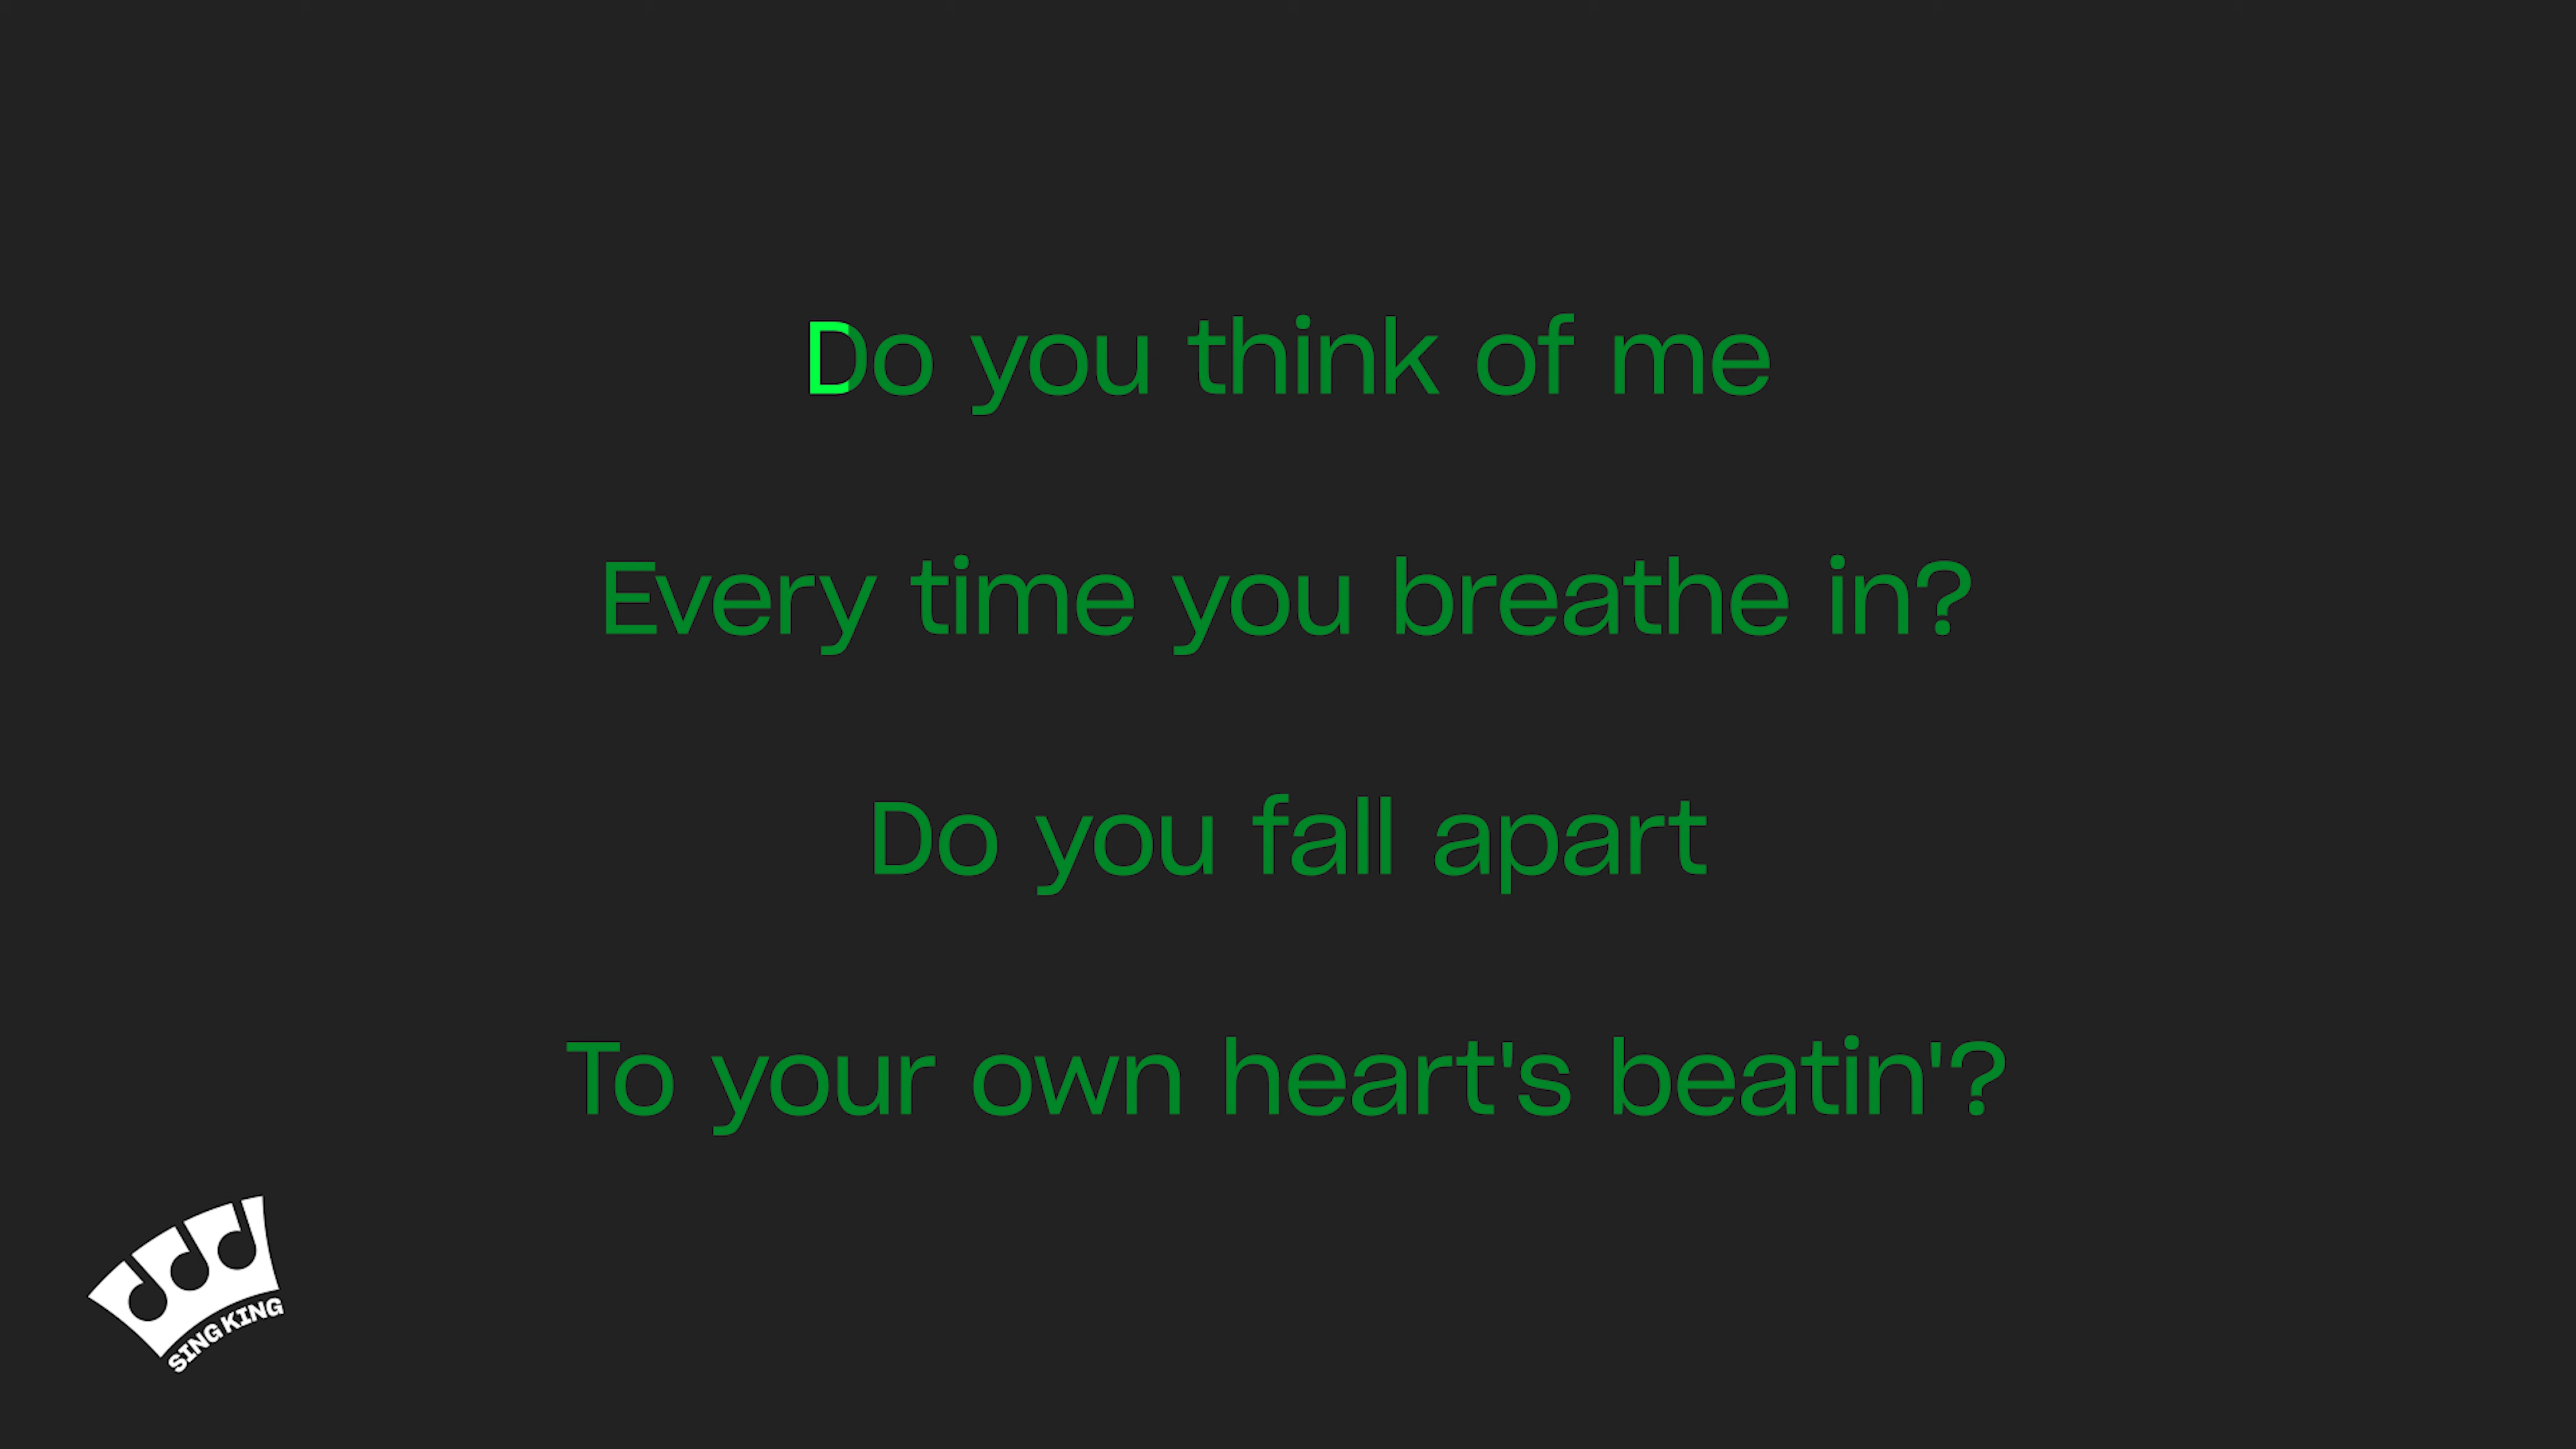 Do you think of me
Every time you breathe in?
Do you fall apart
To your own heart's beatin'?
SING KING